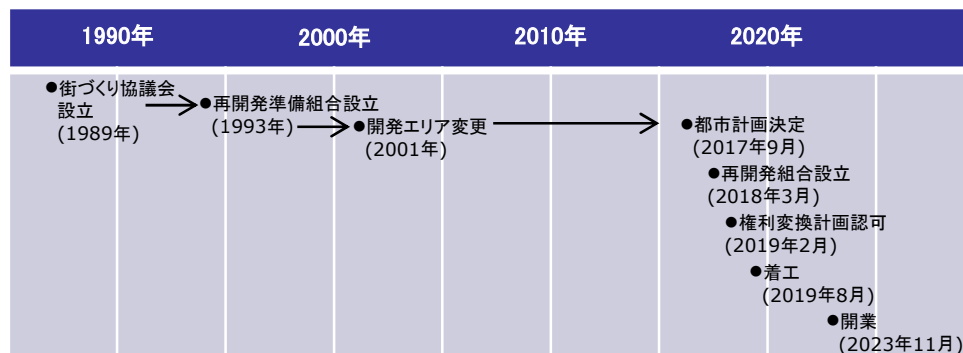 1990年
2000年
2010年
2020年
●街づくり協議会
設立
(1989年)
●再開発準備組合設立
(1993年)
●開発エリア変更
(2001年)
●都市計画決定
(2017年9月)
●再開発組合設立
(2018年3月)
●権利変換計画認可
(2019年2月)
●着工
(2019年8月)
●開業
(2023年11月)